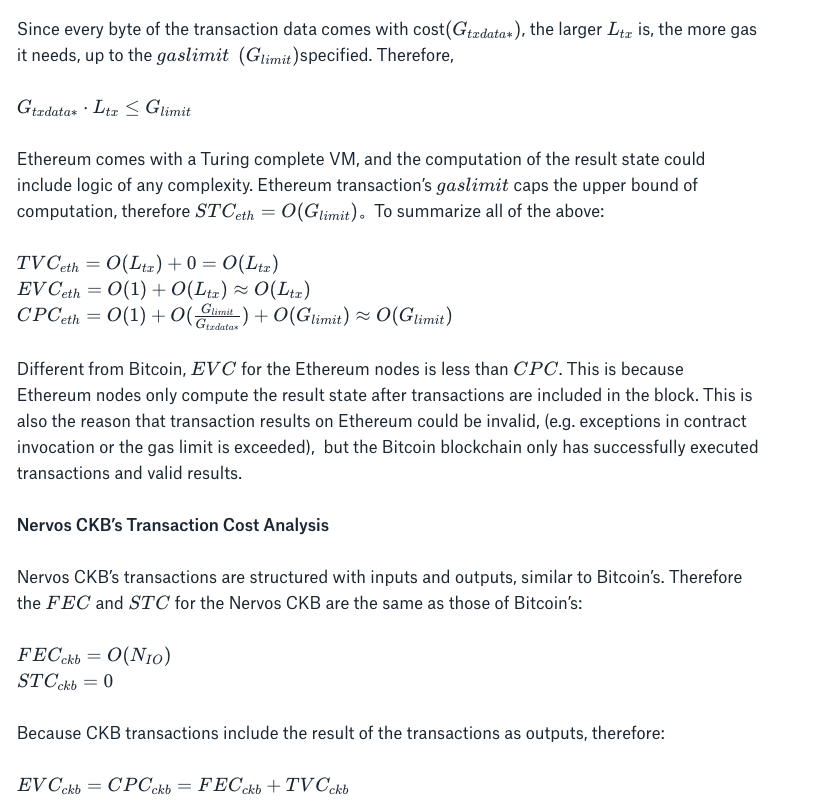 Since every byte of the transaction data comes with cost(G_{txdata*}), the larger L_{tx} is, the more gas
it needs, up to the gaslimit (G_{limit})specified. Therefore,
G_{txdata*} · L_{tx} ≤ G_{limit}
Ethereum comes with a Turing complete VM, and the computation of the result state could
include logic of any complexity. Ethereum transaction's gaslimit caps the upper bound of
computation, therefore STC_{eth} = O(G_{limit})。To summarize all of the above:
TVC_{eth} = O(L_{tx}) + 0 = O(L_{tx})
EVC_{eth} = O(1) + O(L_{tx}) ≈ O(L_{tx})
CPC_{eth} = O(1) + O(\frac{G_{limit}}{G_{txdata*}}) + O(G_{limit}) ≈ O(G_{limit})
Different from Bitcoin, EVC for the Ethereum nodes is less than CPC. This is because
Ethereum nodes only compute the result state after transactions are included in the block. This is
also the reason that transaction results on Ethereum could be invalid, (e.g. exceptions in contract
invocation or the gas limit is exceeded), but the Bitcoin blockchain only has successfully executed
transactions and valid results.
Nervos CKB's Transaction Cost Analysis
Nervos CKB's transactions are structured with inputs and outputs, similar to Bitcoin's. Therefore
the FEC and STC for the Nervos CKB are the same as those of Bitcoin's:
FEC_{ckb} = O(N_{IO})
STC_{ckb} = 0
Because CKB transactions include the result of the transactions as outputs, therefore:
EVC_{ckb} = CPC_{ckb} = FEC_{ckb} + TVC_{ckb}